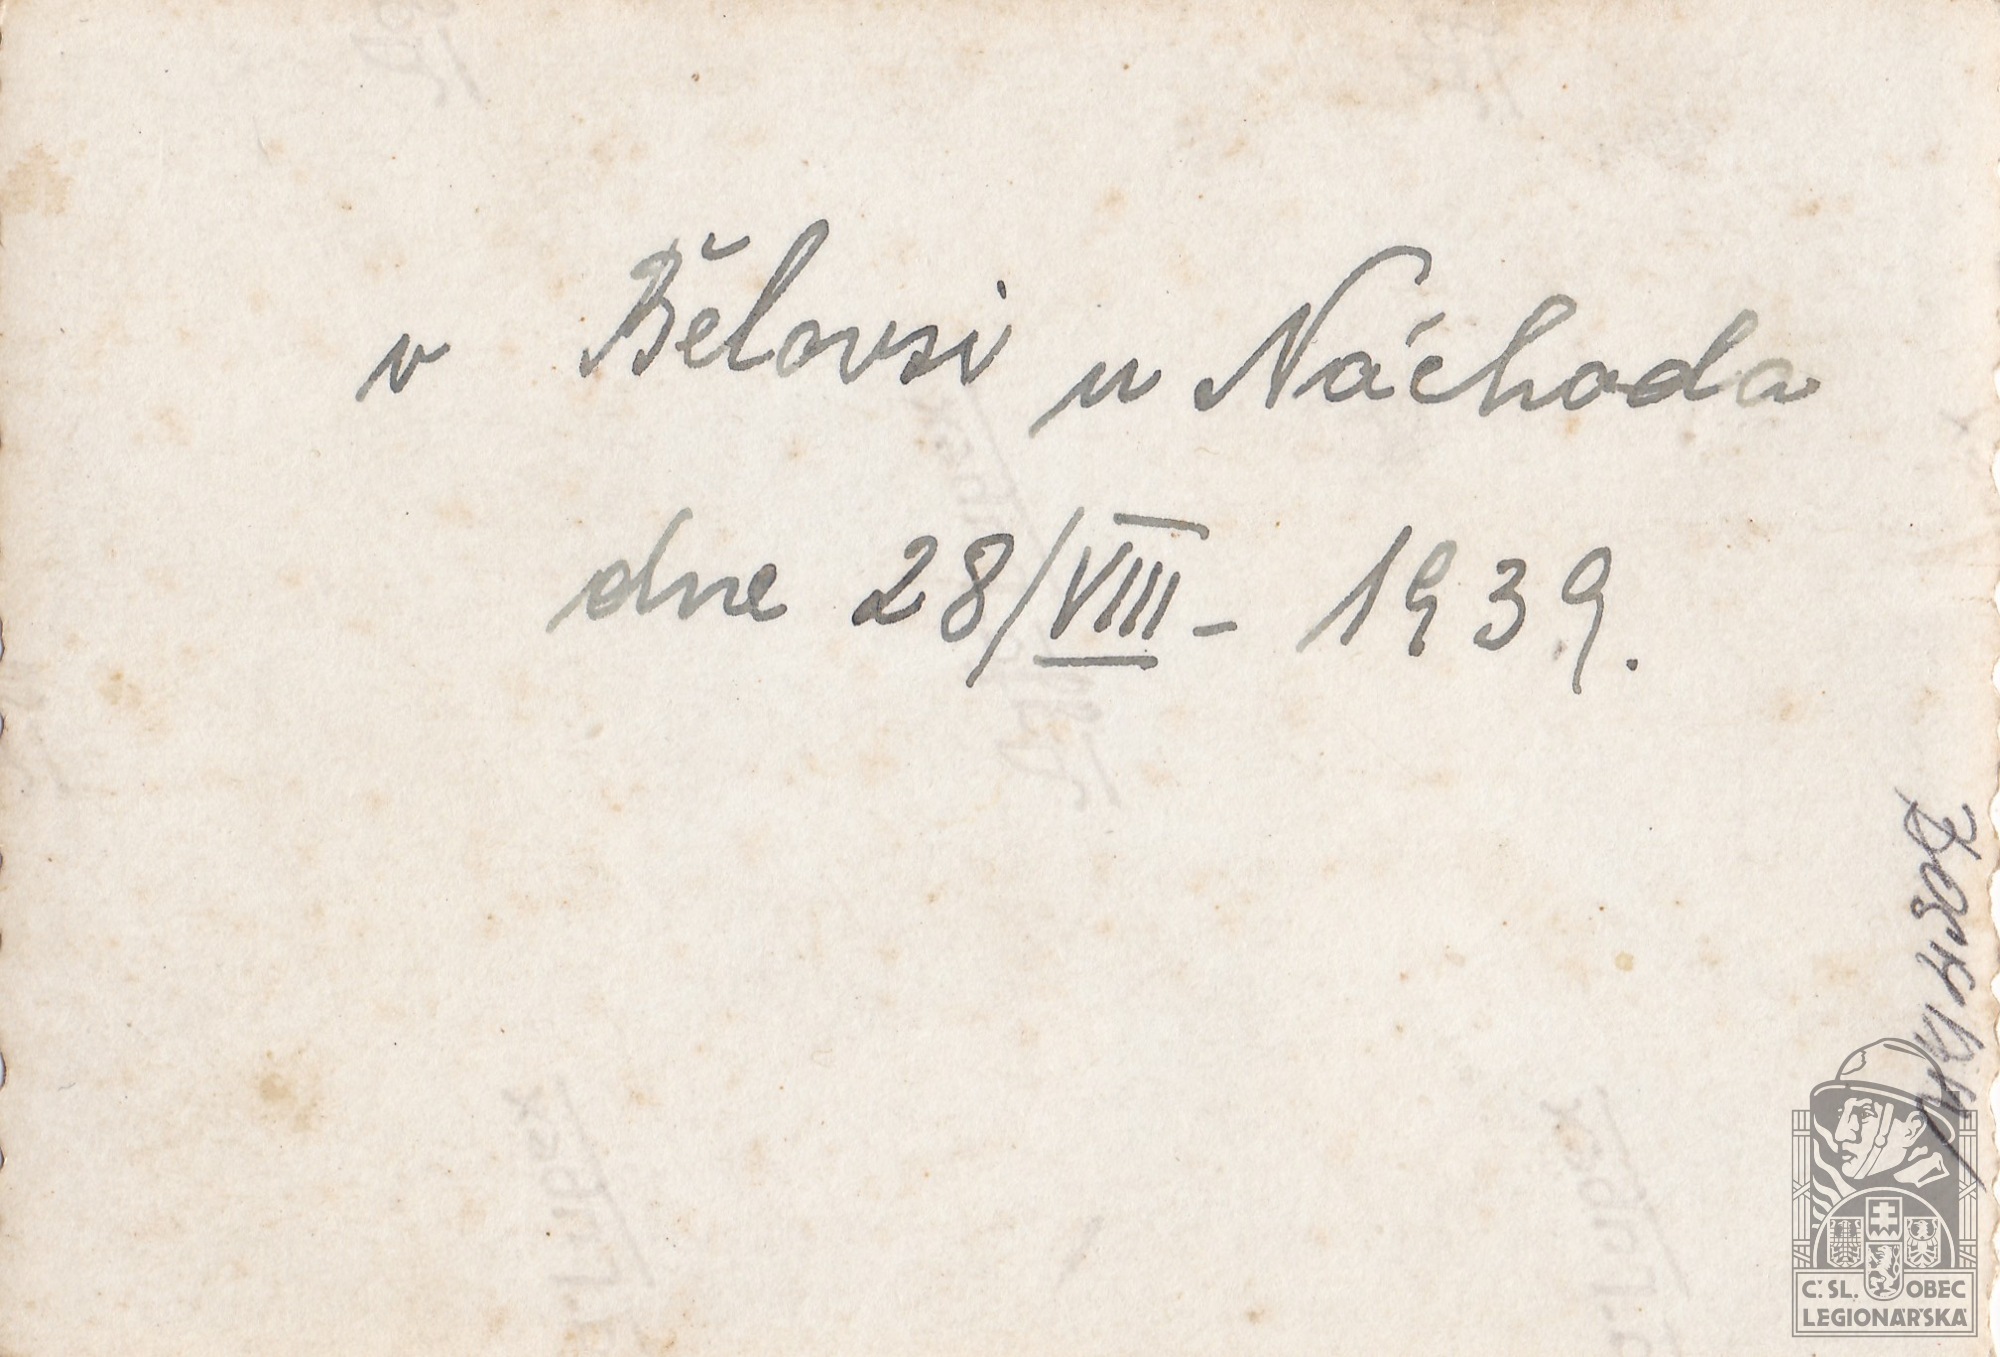 v Bělovsi u Náchoda
dne 28/VIII - 1939.
Č.SL. OBEC
LEGIONÁŘSKÁ